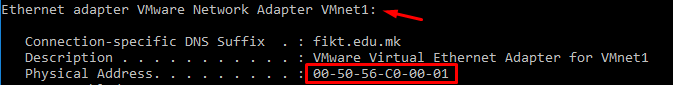 Ethernet adapter VMware Network Adapter VMnet1:
Connection-specific DNS Suffix  . : fikt.edu.mk
Description . . . . . . . . . . . : VMware Virtual Ethernet Adapter for VMnet1
Physical Address. . . . . . . . . : 00-50-56-C0-00-01